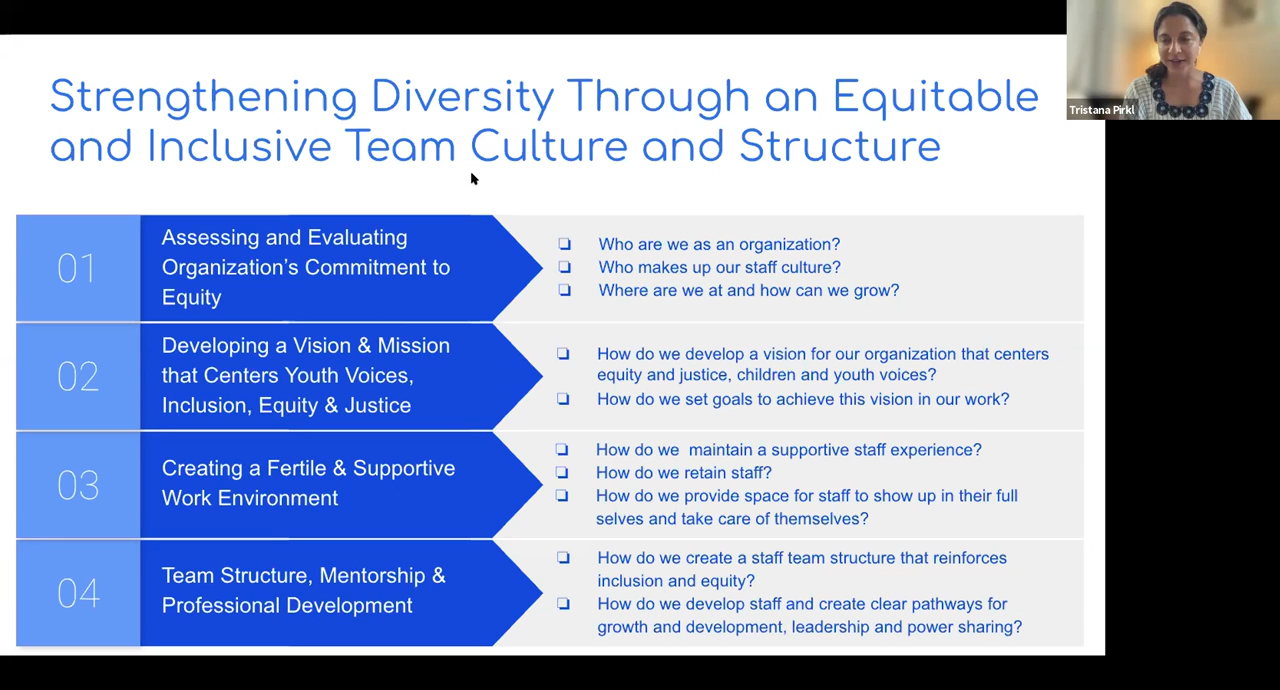 Strengthening Diversity Through an Equitable
and Inclusive Team Culture and Structure
Tristana Pirkl
01
Assessing and Evaluating
Organization's Commitment to
Equity
Who are we as an organization?
Who makes up our staff culture?
Where are we at and how can we grow?
02
Developing a Vision & Mission
that Centers Youth Voices,
Inclusion, Equity & Justice
How do we develop a vision for our organization that centers
equity and justice, children and youth voices?
How do we set goals to achieve this vision in our work?
03
Creating a Fertile & Supportive
Work Environment
How do we  maintain a supportive staff experience?
How do we retain staff?
How do we provide space for staff to show up in their full
selves and take care of themselves?
04
Team Structure, Mentorship &
Professional Development
How do we create a staff team structure that reinforces
inclusion and equity?
How do we develop staff and create clear pathways for
growth and development, leadership and power sharing?